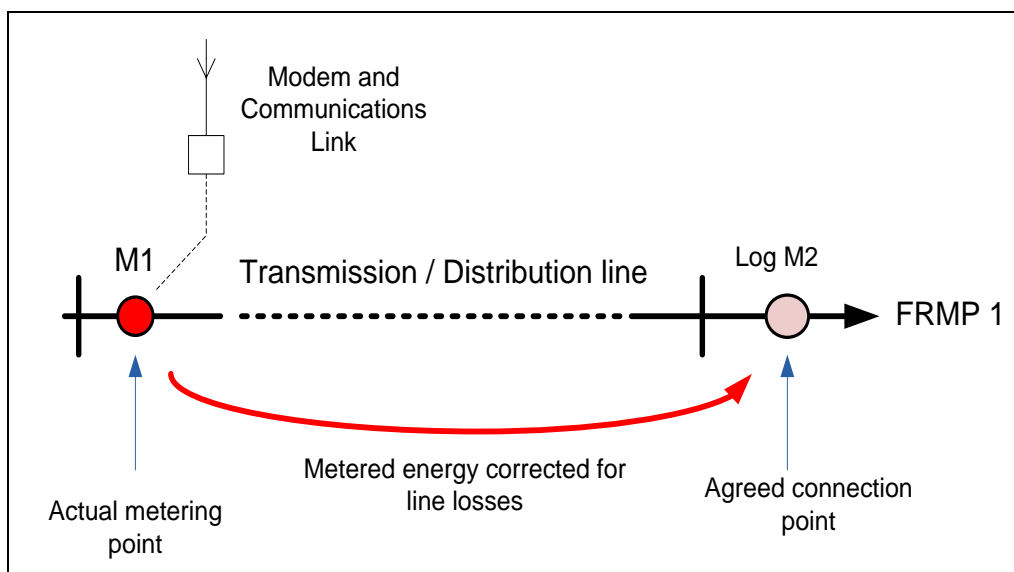 Modem and
Communications
Link
M1
Transmission / Distribution line
Log M2
FRMP 1
Metered energy corrected for
line losses
Actual metering
point
Agreed connection
point